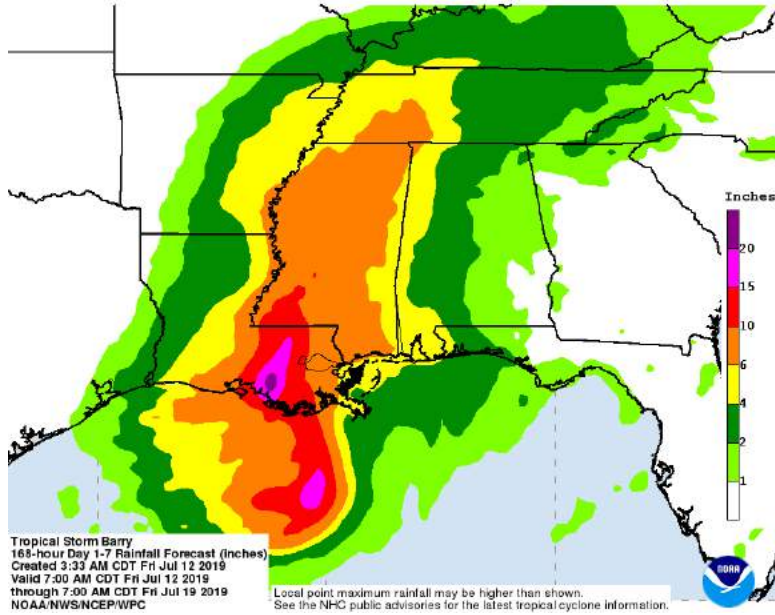 Inches
20
15
10
6
4
2
1
Tropical Storm Barry
168-hour Day 1-7 Rainfall Forecast (inches)
Created 3:33 AM CDT Fri Jul 12 2019
Valid 7:00 AM CDT Fri Jul 12 2019
through 7:00 AM CDT Fri Jul 19 2019
NOAA/NWS/NCEP/WPC
Local point maximum rainfall may be higher than shown.
See the NHC public advisories for the latest tropical cyclone information.
NOAA